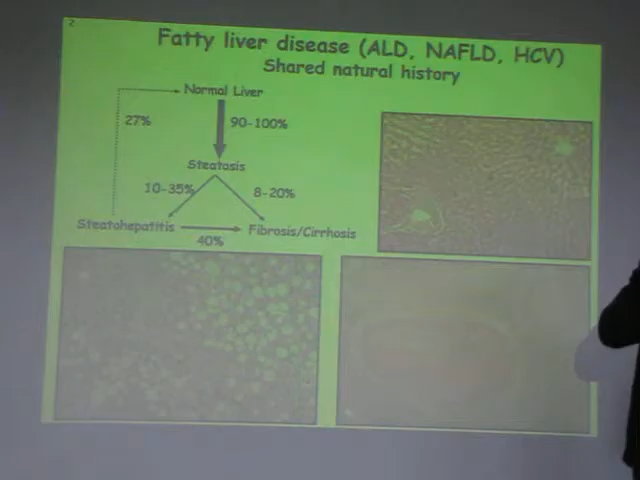 2
Fatty liver disease (ALD, NAFLD, HCV)
Shared natural history
Normal Liver
27%
90-100%
Steatosis
10-35%
8-20%
Steatohepatitis
Fibrosis/Cirrhosis
40%